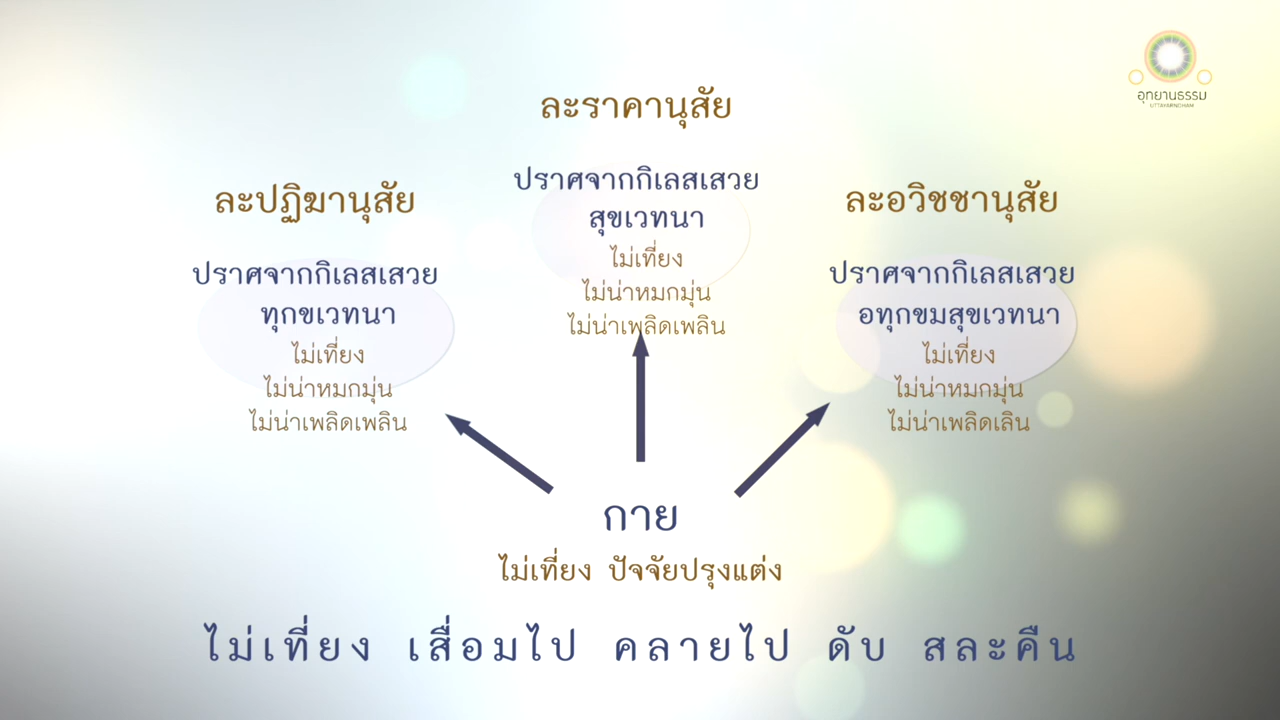 อุทยานธรรม
UTTAYARNDHAM
ละราคานุสัย
ปราศจากกิเลสเสวย
สุขเวทนา
ไม่เที่ยง
ไม่น่าหมกมุ่น
ไม่น่าเพลิดเพลิน
ละปฏิฆานุสัย
ปราศจากกิเลสเสวย
ทุกขเวทนา
ไม่เที่ยง
ไม่น่าหมกมุ่น
ไม่น่าเพลิดเพลิน
ละอวิชชานุสัย
ปราศจากกิเลสเสวย
อทุกขมสุขเวทนา
ไม่เที่ยง
ไม่น่าหมกมุ่น
ไม่น่าเพลิดเลิน
กาย
ไม่เที่ยง ปัจจัยปรุงแต่ง
ไม่เที่ยง เสื่อมไป คลายไป ดับ สละคืน